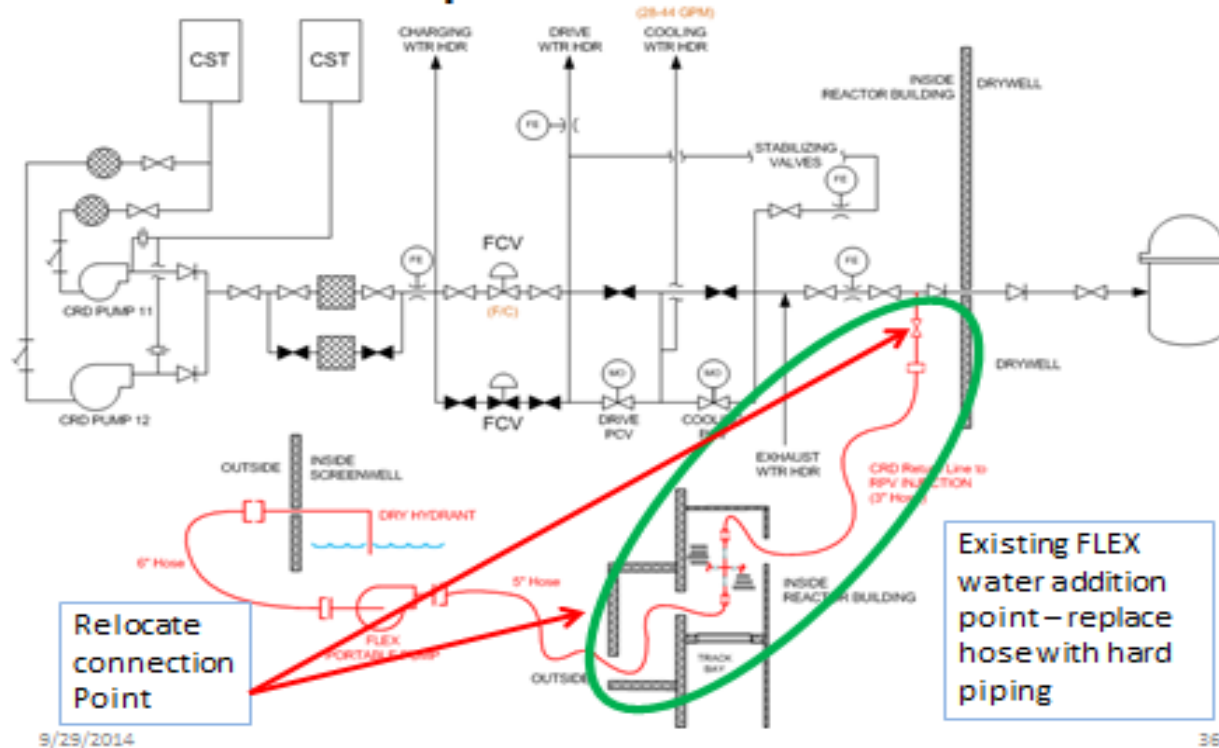 (28-44 GPM)
CHARGING
WTR HDR
DRIVE
WTR HDR
COOLING
WTR HDR
CST
CST
INSIDE
REACTOR BUILDING
DRYWELL
FE
STABILIZING
VALVES
FE
FCV
FE
FE
(F/C)
CRD PUMP 11
CRD PUMP 12
MO
MO
FCV
DRIVE
PCV
DRYWELL
EXHAUST
WTR HDR
OUTSIDE
INSIDE
SCREENWELL
CRD Return Line to
RPV INJECTION
(3" Hose)
DRY HYDRANT
6" Hose
5" Hose
FLEX
PORTABLE PUMP
INSIDE
REACTOR BUILDING
TRACK
BAY
OUTSIDE
Relocate
connection
Point
Existing FLEX
water addition
point – replace
hose with hard
piping
9/29/2014
36